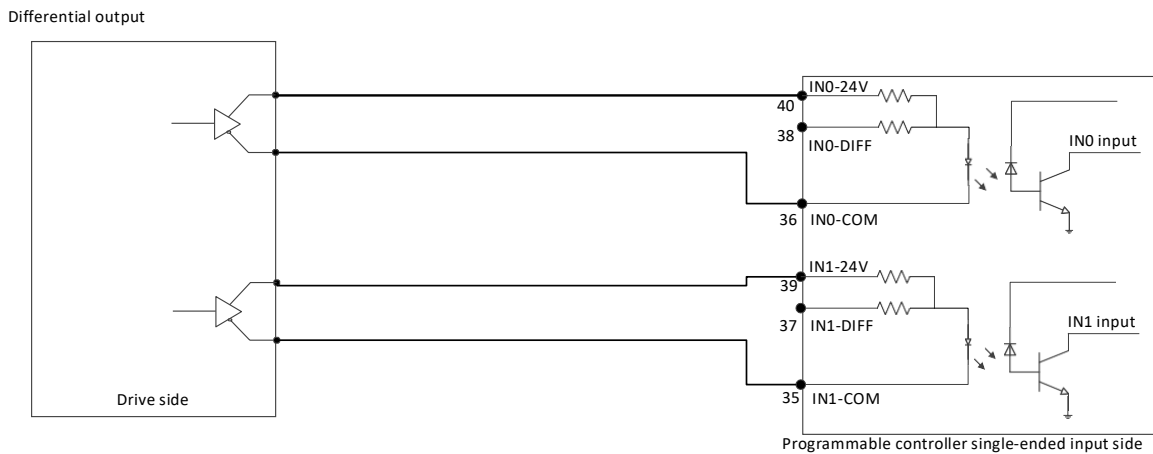 Differential output
IN0-24V
40
38
IN0-DIFF
IN0 input
36
IN0-COM
IN1-24V
39
37
IN1-DIFF
IN1 input
Drive side
35
IN1-COM
Programmable controller single-ended input side